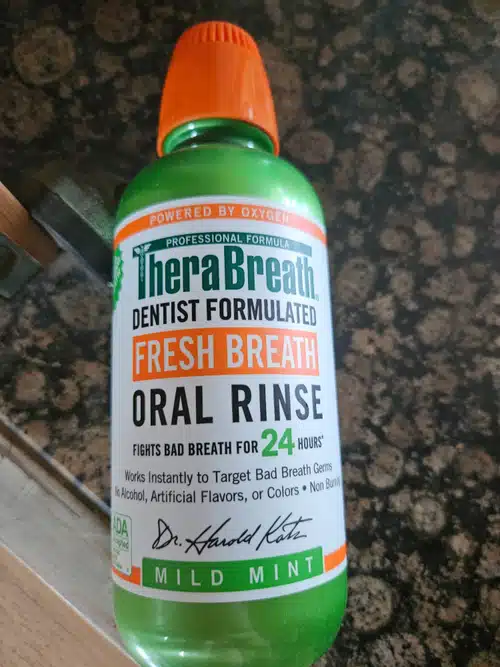 POWERED BY OXYGEN
PROFESSIONAL FORMULA
TheraBreath
DENTIST FORMULATED
FRESH BREATH
ORAL RINSE
FIGHTS BAD BREATH FOR 24 HOURS*
Works Instantly to Target Bad Breath Germs
Alcohol, Artificial Flavors, or Colors • Non
Dr. Harold Katz
ADA
MILD MINT